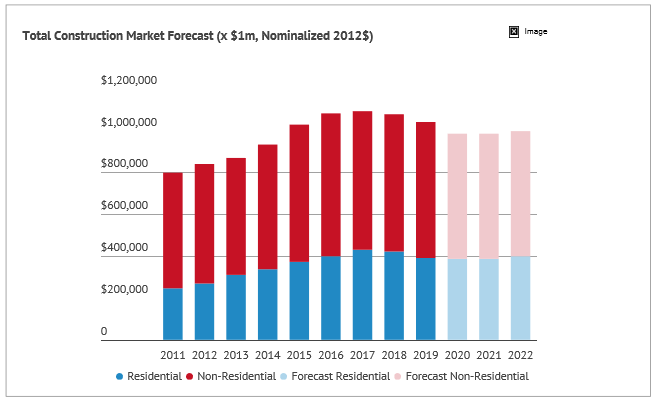 Total Construction Market Forecast (x $1m, Nominalized 2012$)
Image
$1,200,000
$1,000,000
$800,000
$600,000
$400,000
$200,000
0
2011 2012 2013 2014 2015 2016 2017 2018 2019 2020 2021 2022
Residential Non-Residential Forecast Residential Forecast Non-Residential